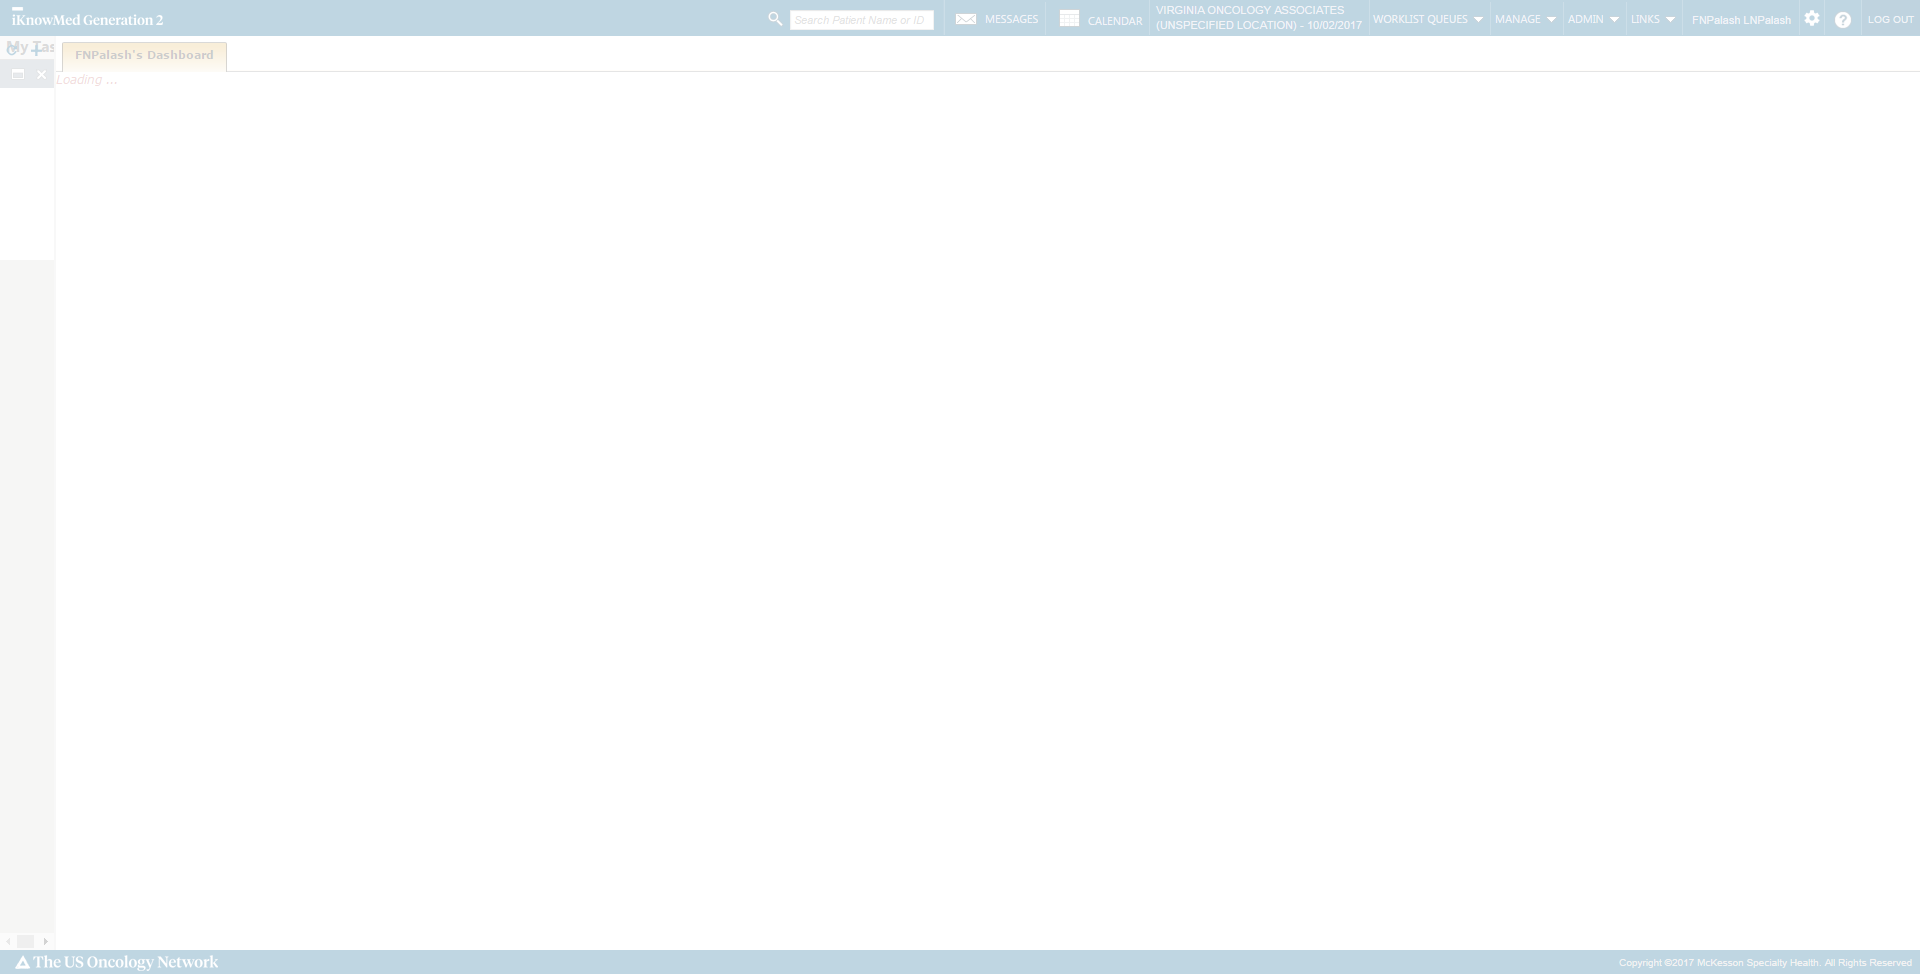 iKnowMed Generation 2
Search Patient Name or ID
MESSAGES
CALENDAR
VIRGINIA ONCOLOGY ASSOCIATES
(UNSPECIFIED LOCATION) - 10/02/2017
WORKLIST QUEUES
MANAGE
ADMIN
LINKS
FNPalash LNPalash
LOG OUT
My Tas
FNPalash's Dashboard
Loading ...
The US Oncology Network
Copyright ©2017 McKesson Specialty Health. All Rights Reserved